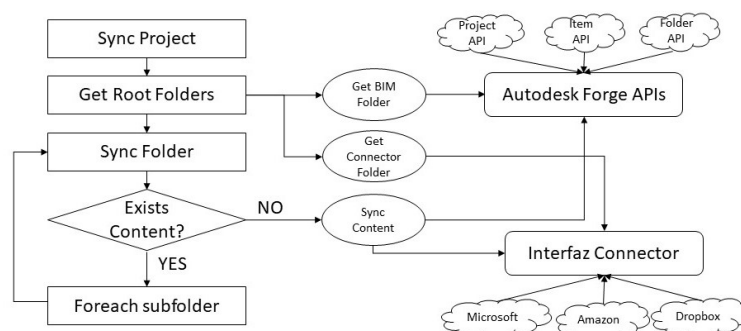 Sync Project
Get Root Folders
Sync Folder
Exists
Content?
NO
YES
Foreach subfolder
Get BIM
Folder
Get
Connector
Folder
Sync
Content
Project
API
Item
API
Folder
API
Autodesk Forge APIs
Interfaz Connector
Microsoft
Amazon
Dropbox